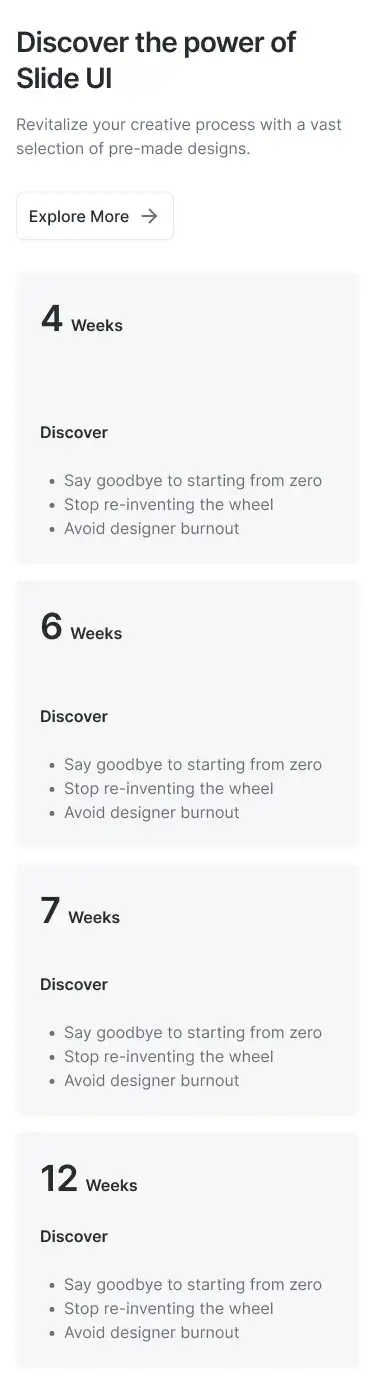 Discover the power of
Slide UI
Revitalize your creative process with a vast
selection of pre-made designs.
Explore More
4 Weeks
Discover
• Say goodbye to starting from zero
• Stop re-inventing the wheel
• Avoid designer burnout
6 Weeks
Discover
• Say goodbye to starting from zero
• Stop re-inventing the wheel
• Avoid designer burnout
7 Weeks
Discover
• Say goodbye to starting from zero
• Stop re-inventing the wheel
• Avoid designer burnout
12 Weeks
Discover
• Say goodbye to starting from zero
• Stop re-inventing the wheel
• Avoid designer burnout